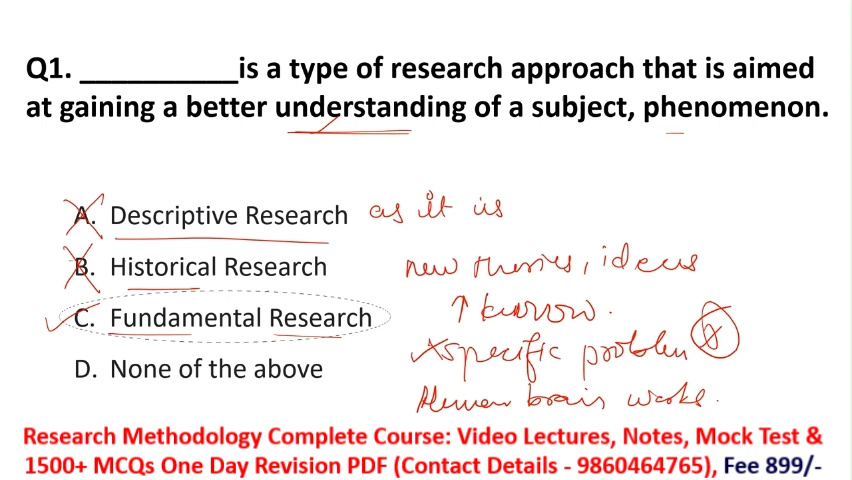 Q1. __________is a type of research approach that is aimed
at gaining a better understanding of a subject, phenomenon.
A. Descriptive Research as it is
B. Historical Research
new theories, ideas
C. Fundamental Research
↑ know.
specific problem
D. None of the above
Human brain works.
Research Methodology Complete Course: Video Lectures, Notes, Mock Test &
1500+ MCQs One Day Revision PDF (Contact Details - 9860464765), Fee 899/-